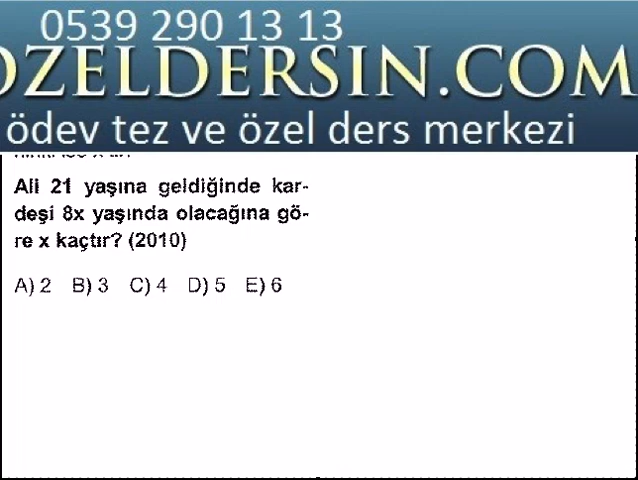 0539 290 13 13
OZELDERSIN.COM
ödev tez ve özel ders merkezi
Ali 21 yaşına geldiğinde kar-
deşi 8x yaşında olacağına gö-
re x kaçtır? (2010)
A) 2 B) 3 C) 4 D) 5 E) 6